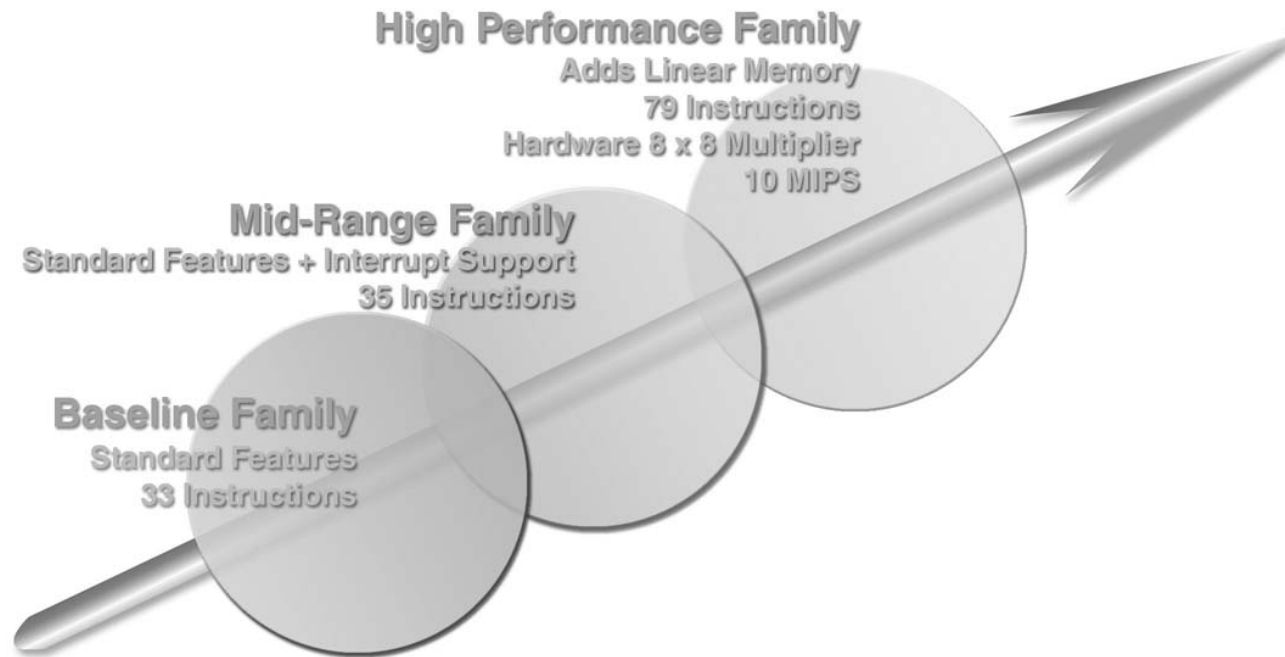 High Performance Family
Adds Linear Memory
79 Instructions
Hardware 8 x 8 Multiplier
10 MIPS
Mid-Range Family
Standard Features + Interrupt Support
35 Instructions
Baseline Family
Standard Features
33 Instructions